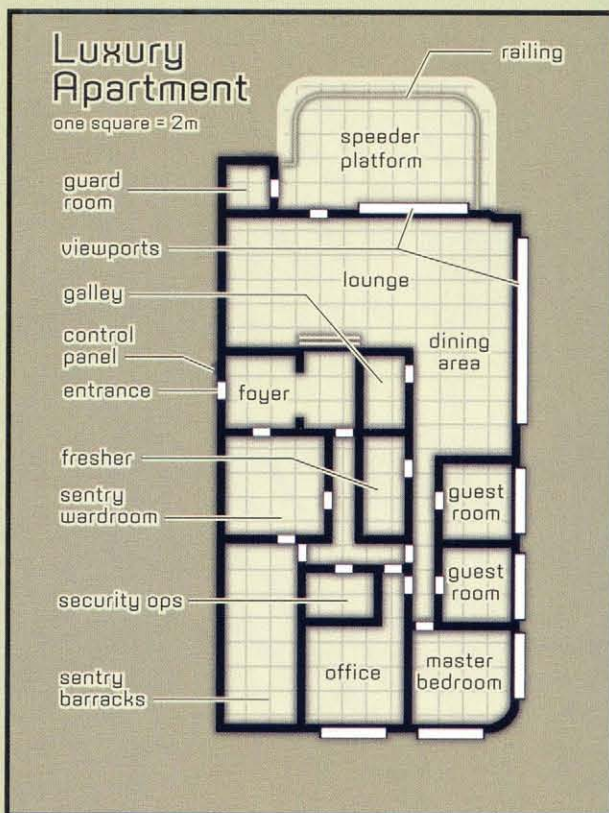 Luxury
Apartment
one square = 2m
railing
speeder
platform
guard
room
viewports
lounge
galley
control
panel
dining
area
entrance
foyer
fresher
sentry
wardroom
guest
room
guest
room
security ops
office
master
bedroom
sentry
barracks